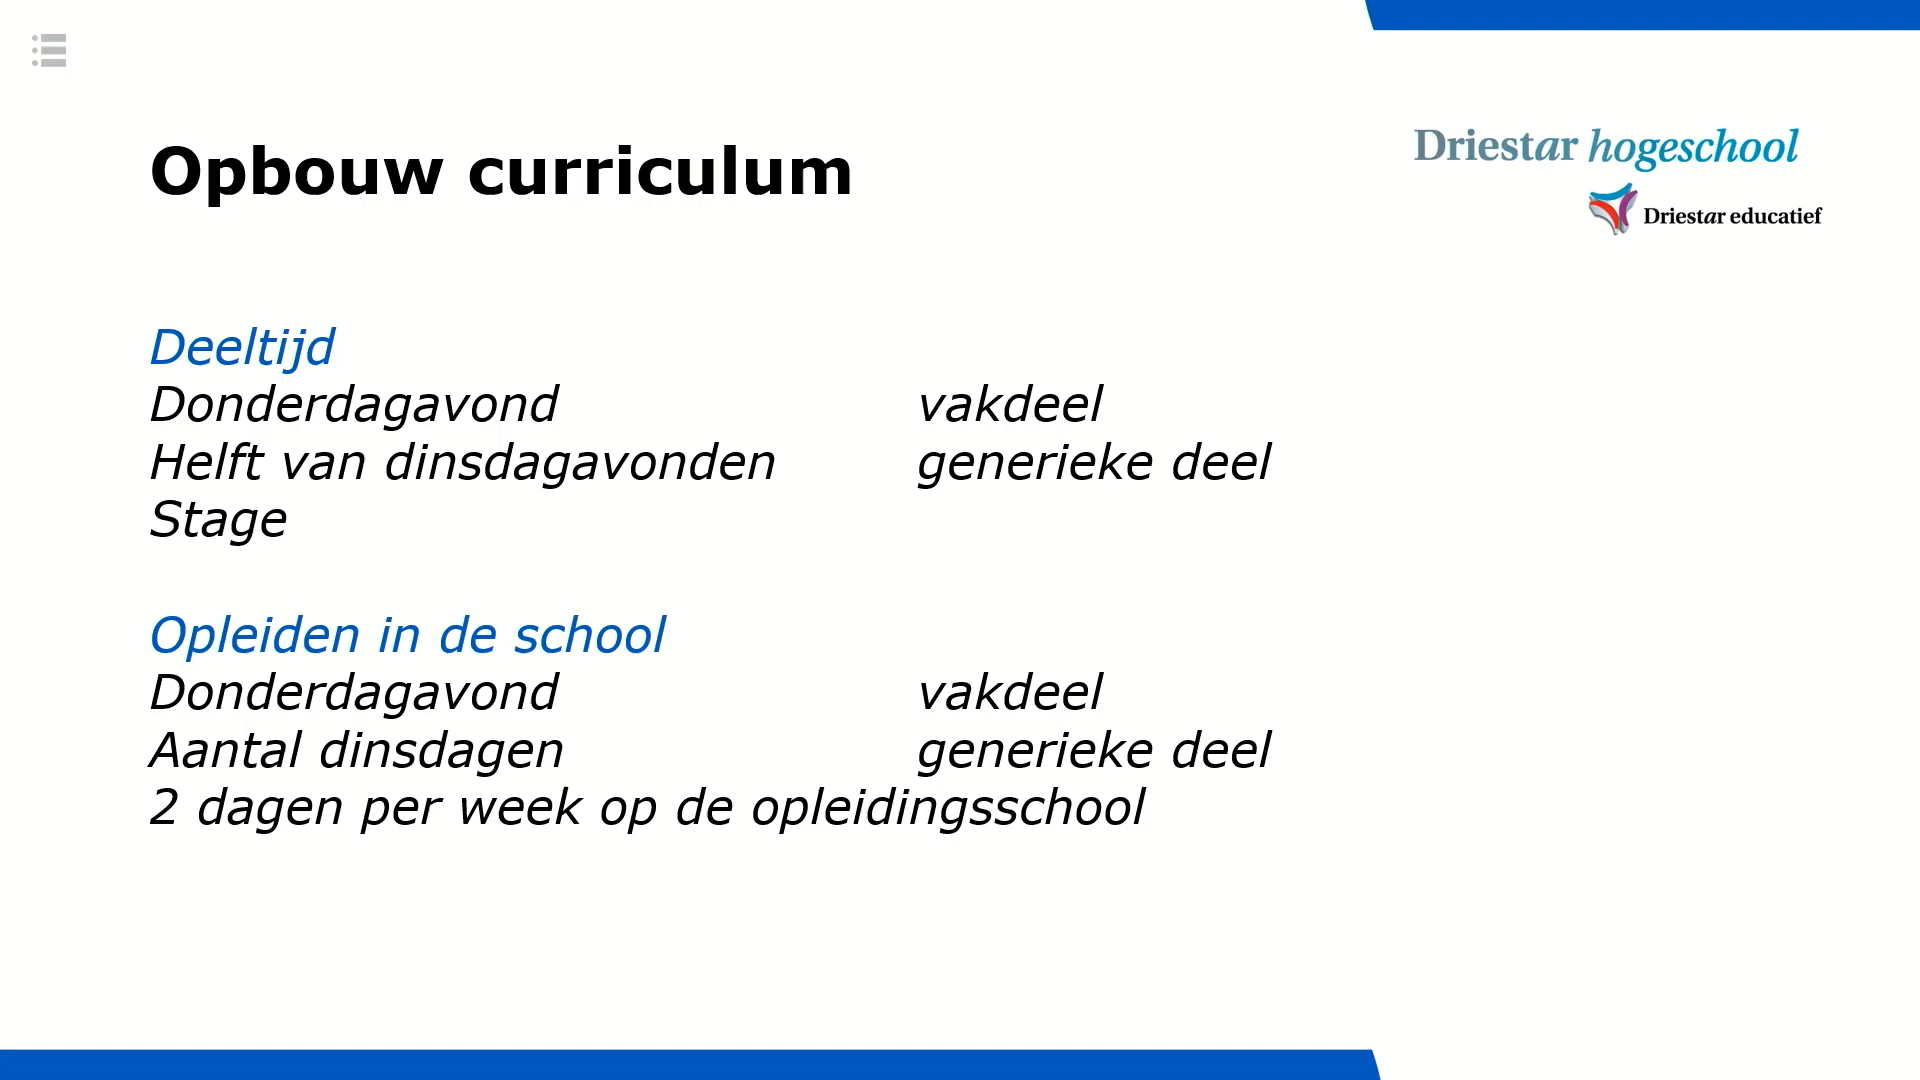 Opbouw curriculum
Driestar hogeschool
Driestar educatief
Deeltijd
Donderdagavond vakdeel
Helft van dinsdagavonden generieke deel
Stage
Opleiden in de school
Donderdagavond vakdeel
Aantal dinsdagen generieke deel
2 dagen per week op de opleidingsschool